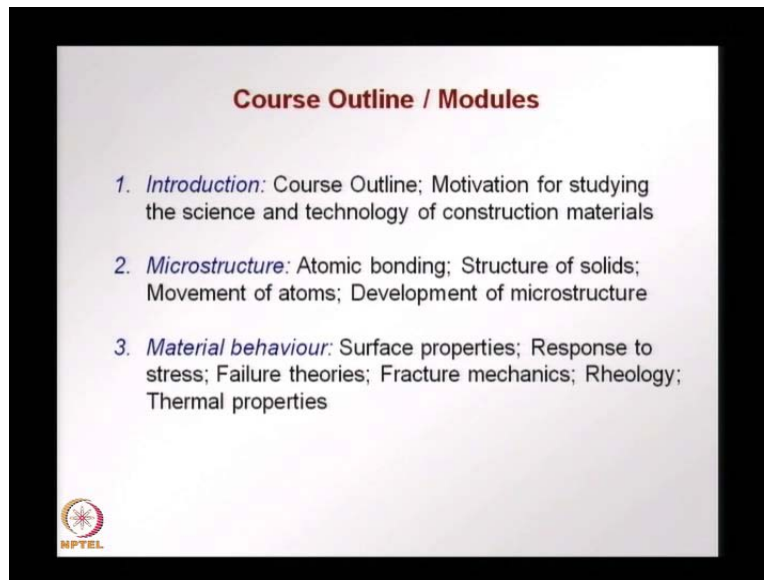 Course Outline / Modules
1. Introduction: Course Outline; Motivation for studying
the science and technology of construction materials
2. Microstructure: Atomic bonding; Structure of solids;
Movement of atoms; Development of microstructure
3. Material behaviour: Surface properties; Response to
stress; Failure theories; Fracture mechanics; Rheology;
Thermal properties
NPTEL